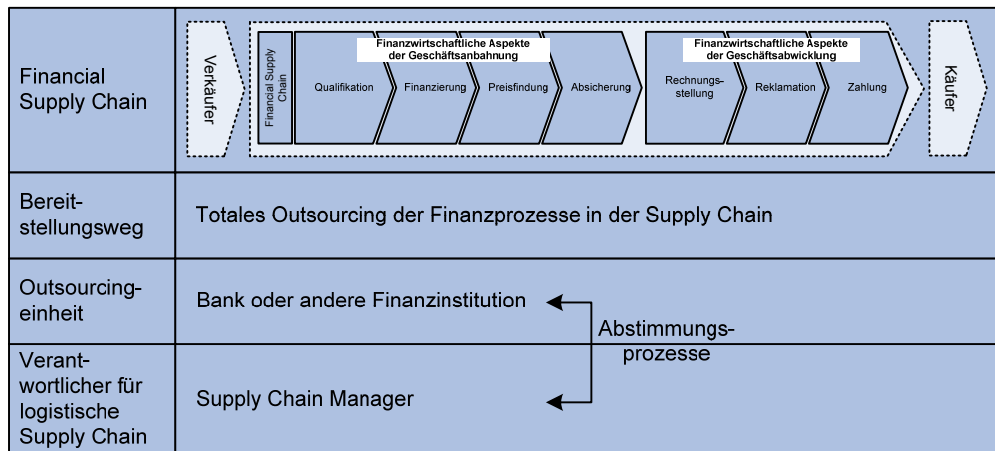 Financial
Supply Chain
Verkäufer
Financial Supply
Chain
Finanzwirtschaftliche Aspekte
der Geschäftsanbahnung
Qualifikation
Finanzierung
Preisfindung
Absicherung
Finanzwirtschaftliche Aspekte
der Geschäftsabwicklung
Rechnungs-
stellung
Reklamation
Zahlung
Käufer
Bereit-
stellungsweg
Totales Outsourcing der Finanzprozesse in der Supply Chain
Outsourcing-
einheit
Bank oder andere Finanzinstitution
Abstimmungs-
prozesse
Verant-
wortlicher für
logistische
Supply Chain
Supply Chain Manager